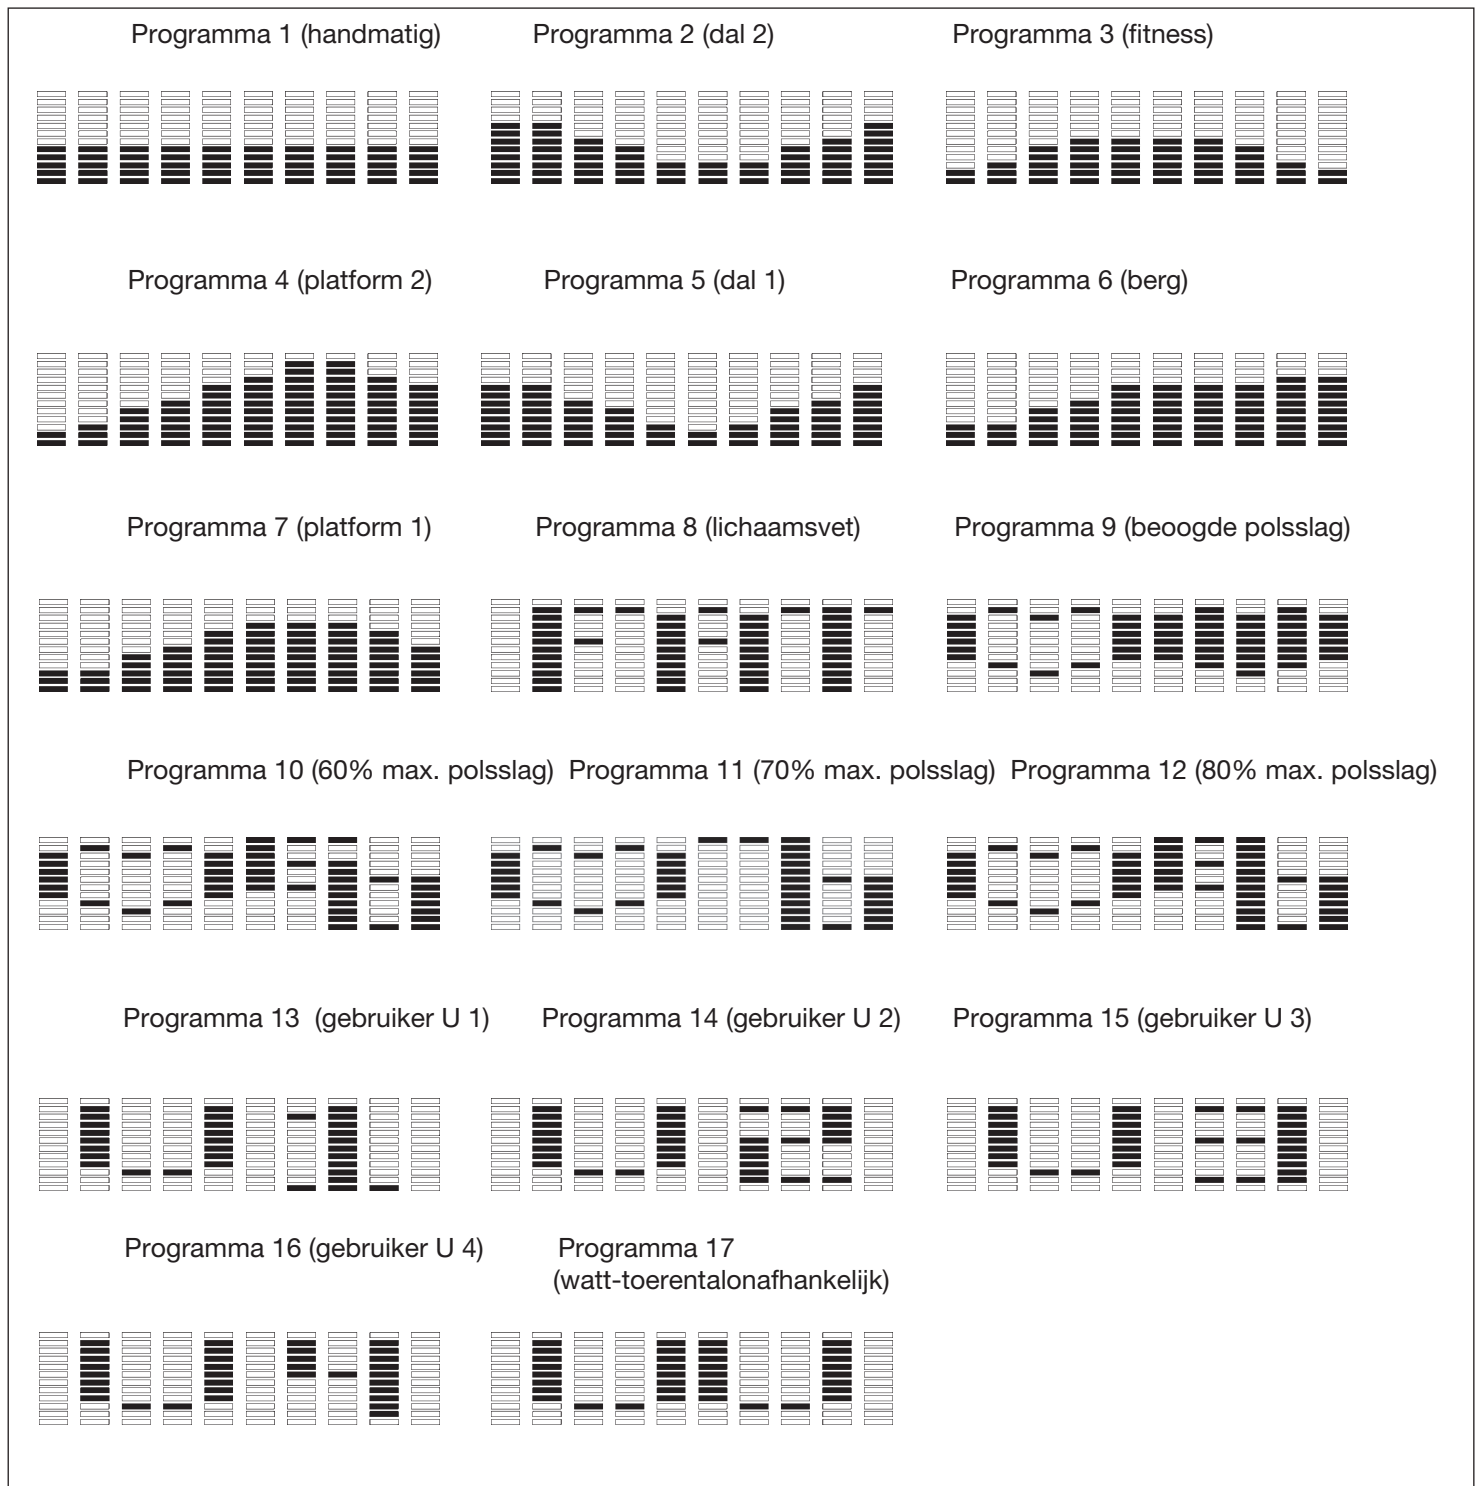 Programma 1 (handmatig)
Programma 2 (dal 2)
Programma 3 (fitness)
Programma 4 (platform 2)
Programma 5 (dal 1)
Programma 6 (berg)
Programma 7 (platform 1)
Programma 8 (lichaamsvet)
Programma 9 (beoogde polsslag)
Programma 10 (60% max. polsslag)
Programma 11 (70% max. polsslag)
Programma 12 (80% max. polsslag)
Programma 13 (gebruiker U 1)
Programma 14 (gebruiker U 2)
Programma 15 (gebruiker U 3)
Programma 16 (gebruiker U 4)
Programma 17
(watt-toerentalonafhankelijk)